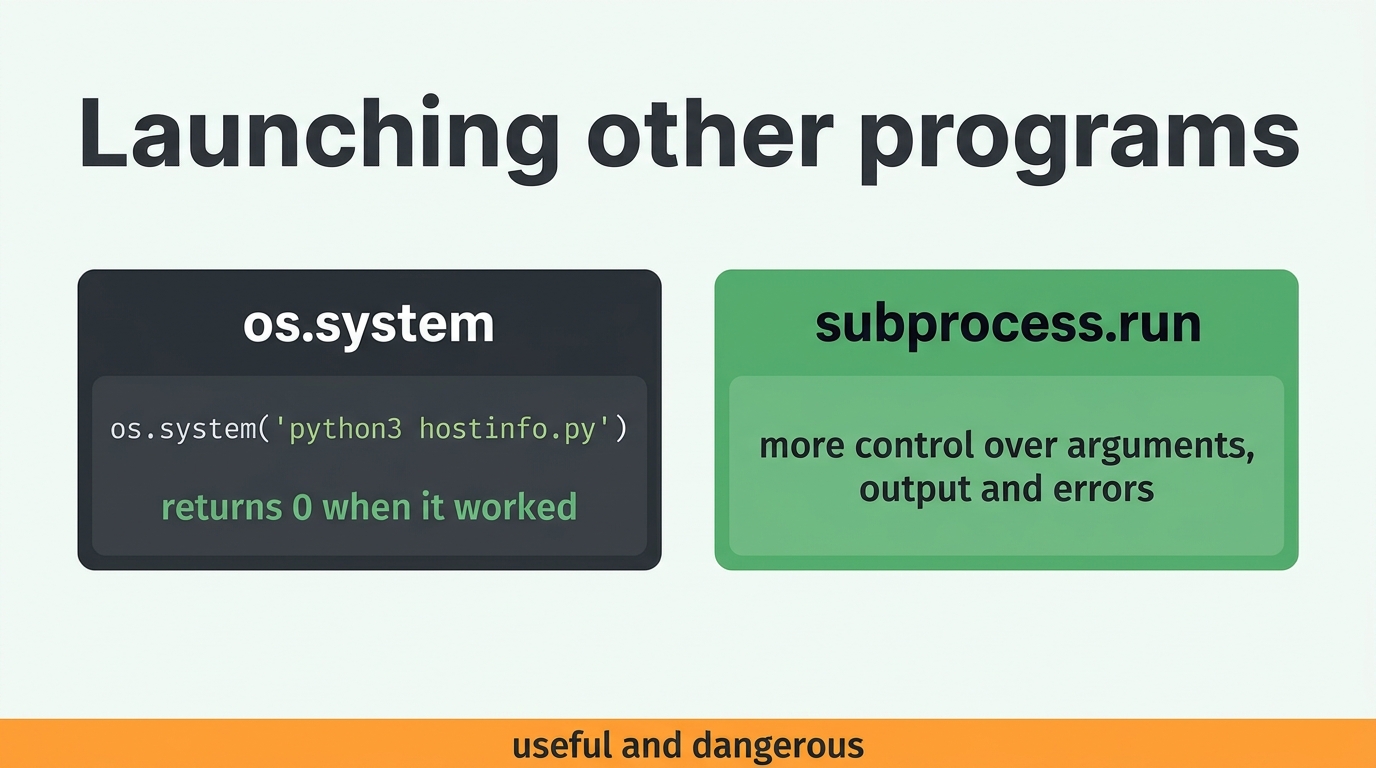 Launching other programs
os.system
os.system('python3 hostinfo.py')
returns 0 when it worked
subprocess.run
more control over arguments,
output and errors
useful and dangerous